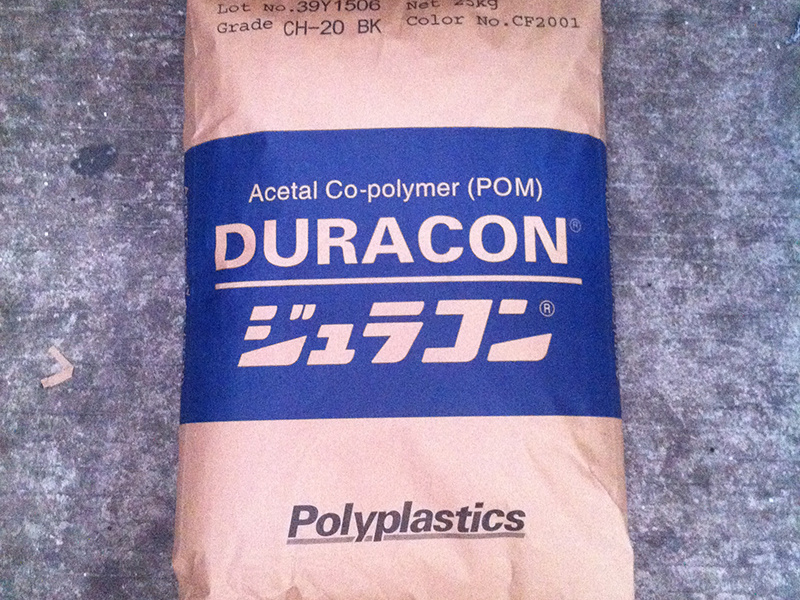 Lot No.39Y1506 Net 25kg
Grade CH-20 BK Color No.CF2001
Acetal Co-polymer (POM)
DURACON®
ジュラコン®
Polyplastics